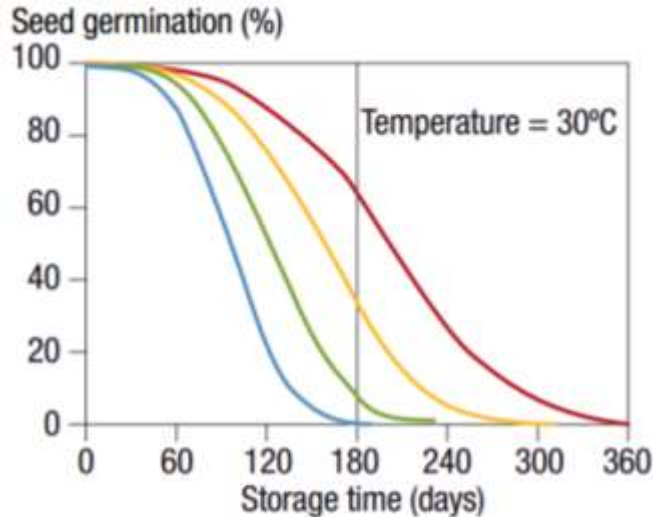 Seed germination (%)
100
Temperature = 30ºC
80
60
40
20
0
0 60 120 180 240 300 360
Storage time (days)